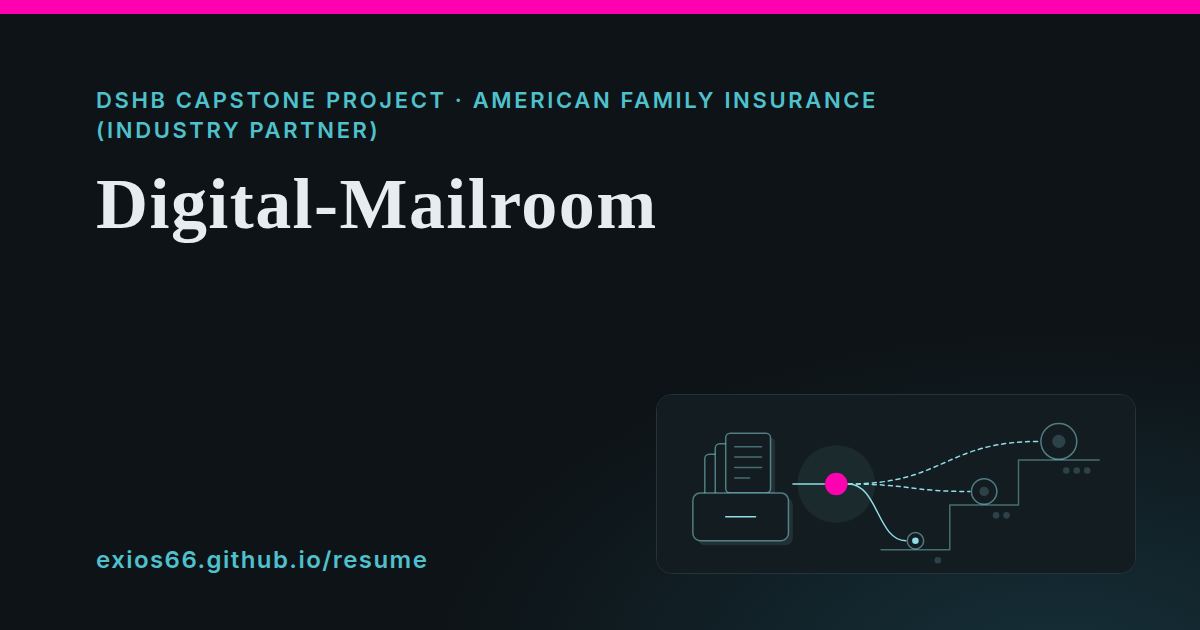 DSHB CAPSTONE PROJECT · AMERICAN FAMILY INSURANCE
(INDUSTRY PARTNER)
Digital-Mailroom
exios66.github.io/resume